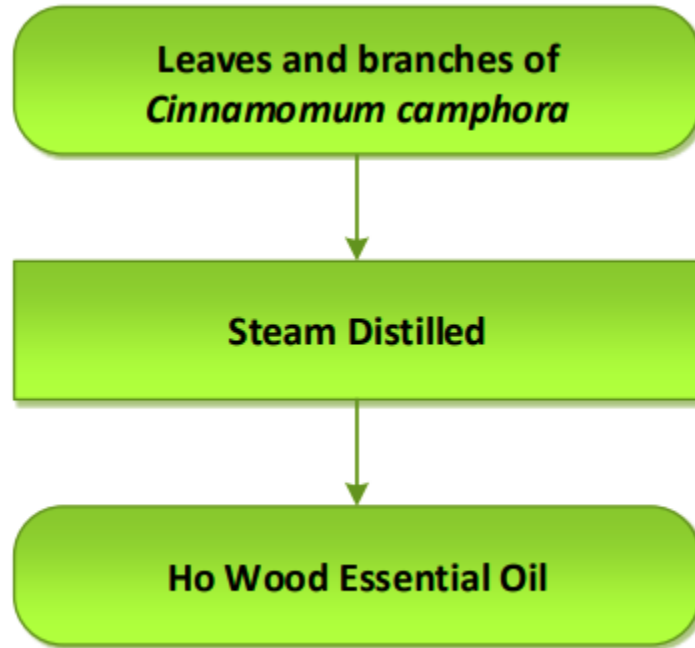 Leaves and branches of
Cinnamomum camphora
Steam Distilled
Ho Wood Essential Oil